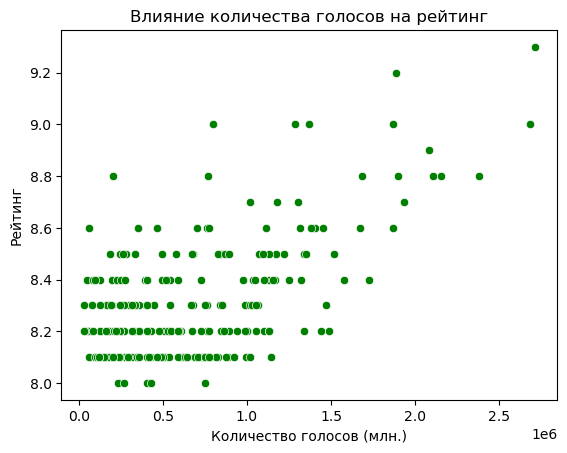 Влияние количества голосов на рейтинг
Рейтинг
9.2
9.0
8.8
8.6
8.4
8.2
8.0
0.0 0.5 1.0 1.5 2.0 2.5
1e6
Количество голосов (млн.)